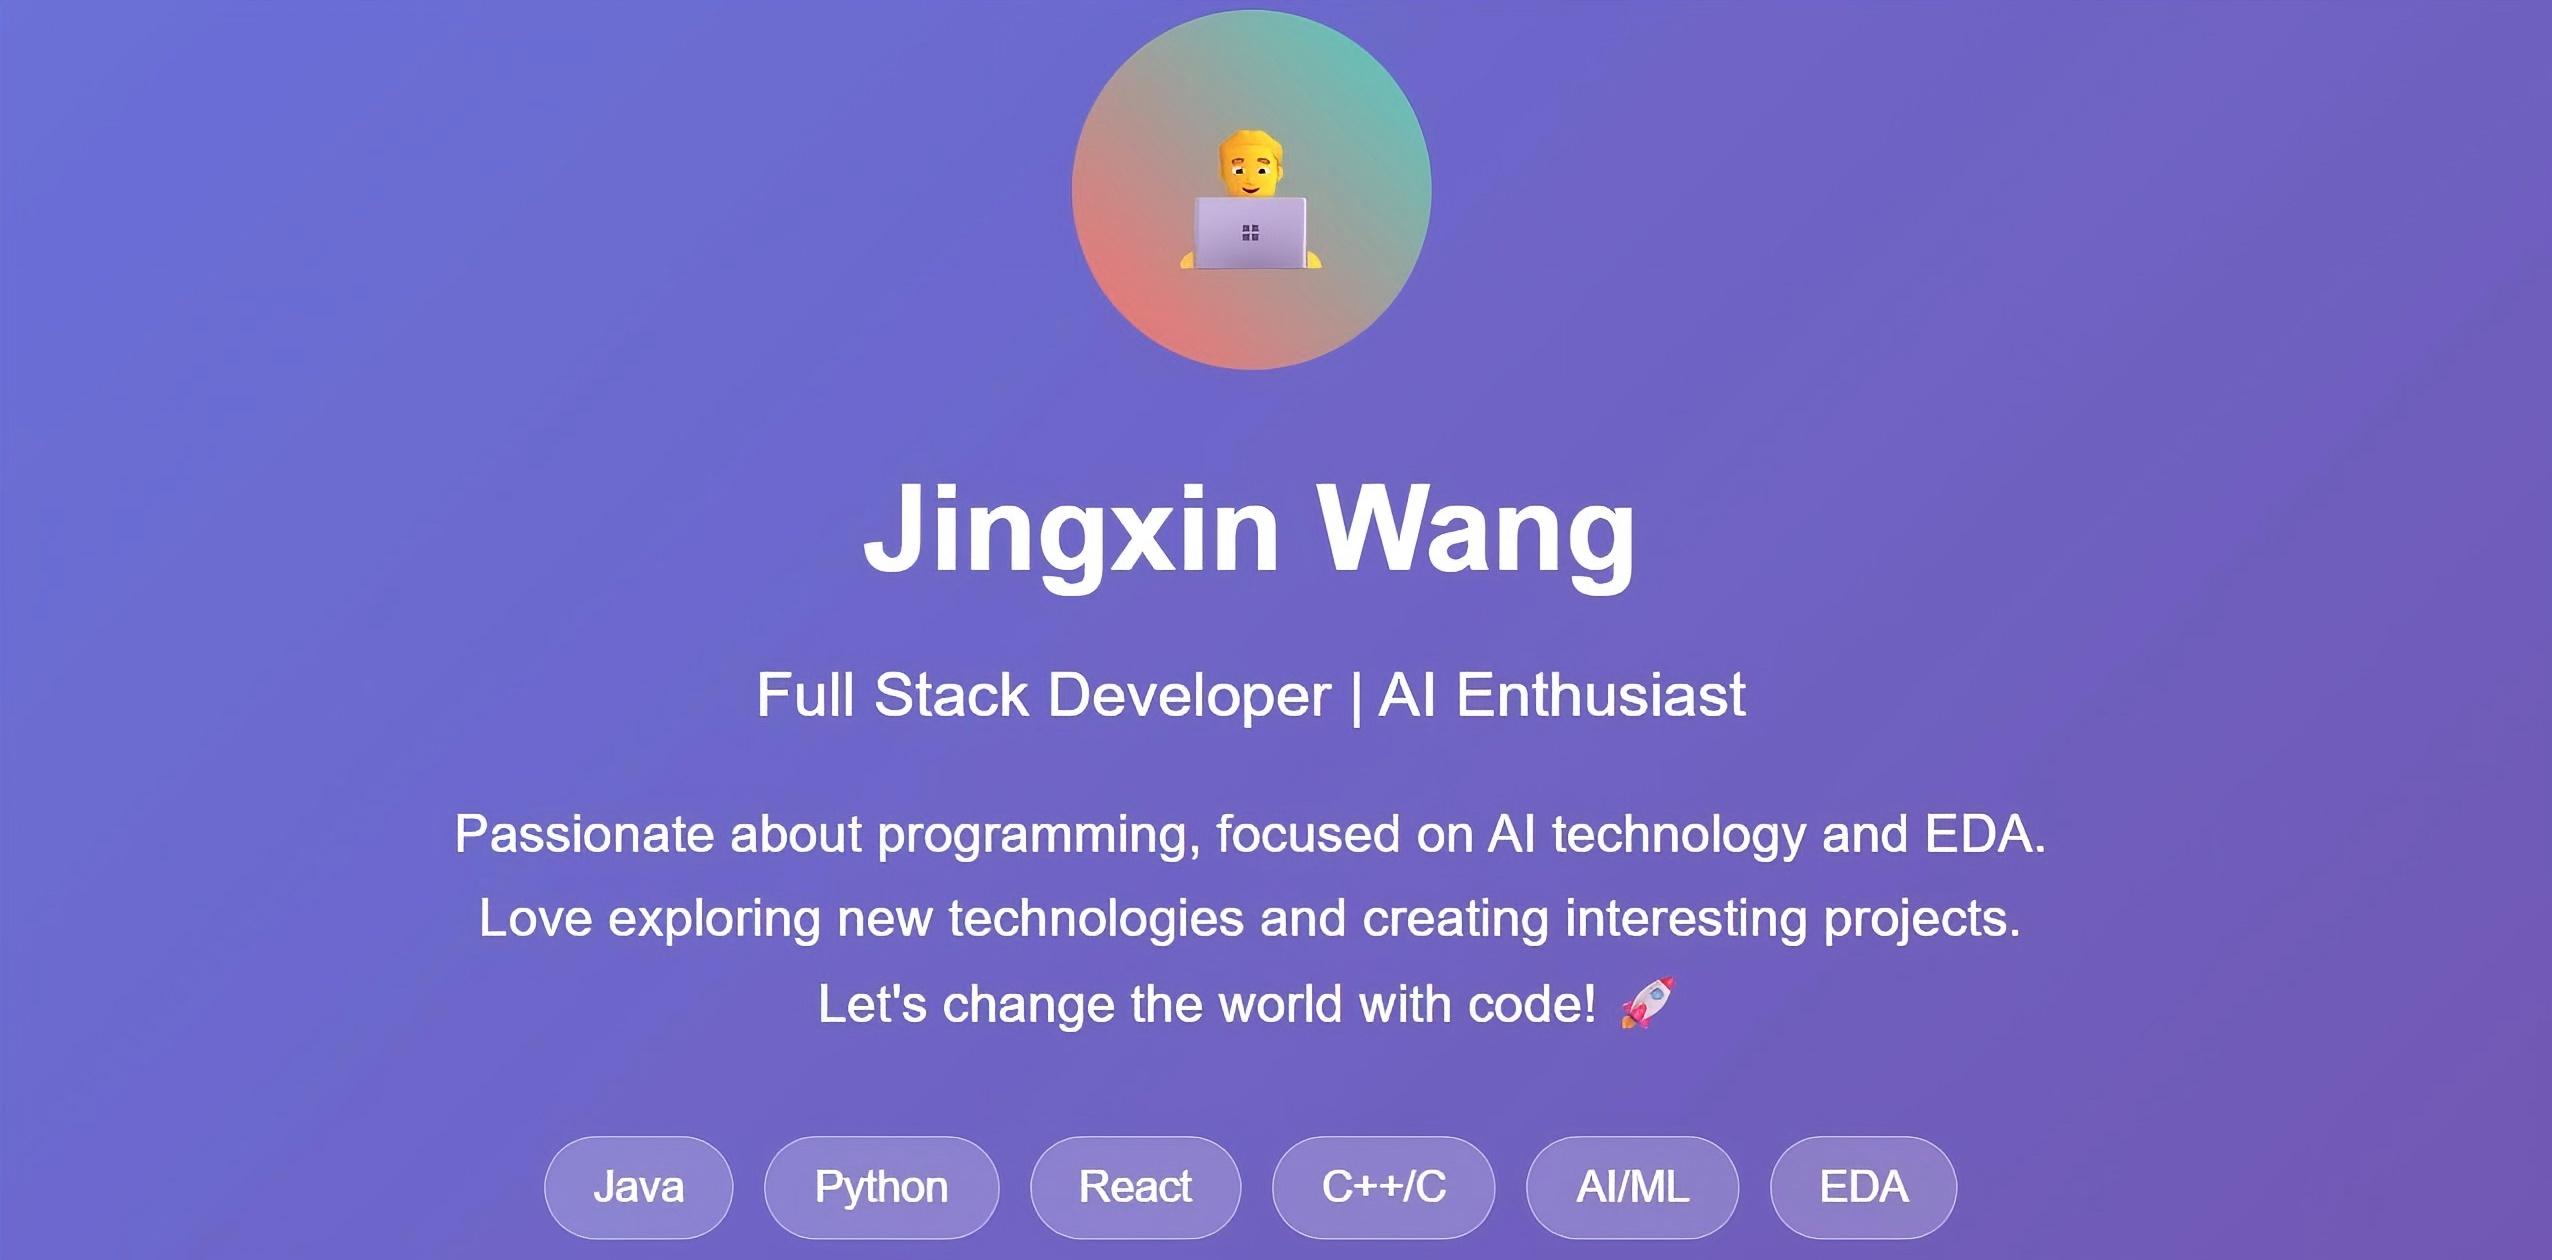 Jingxin Wang
Full Stack Developer | AI Enthusiast
Passionate about programming, focused on AI technology and EDA.
Love exploring new technologies and creating interesting projects.
Let's change the world with code! 🚀
Java Python React C++/C AI/ML EDA